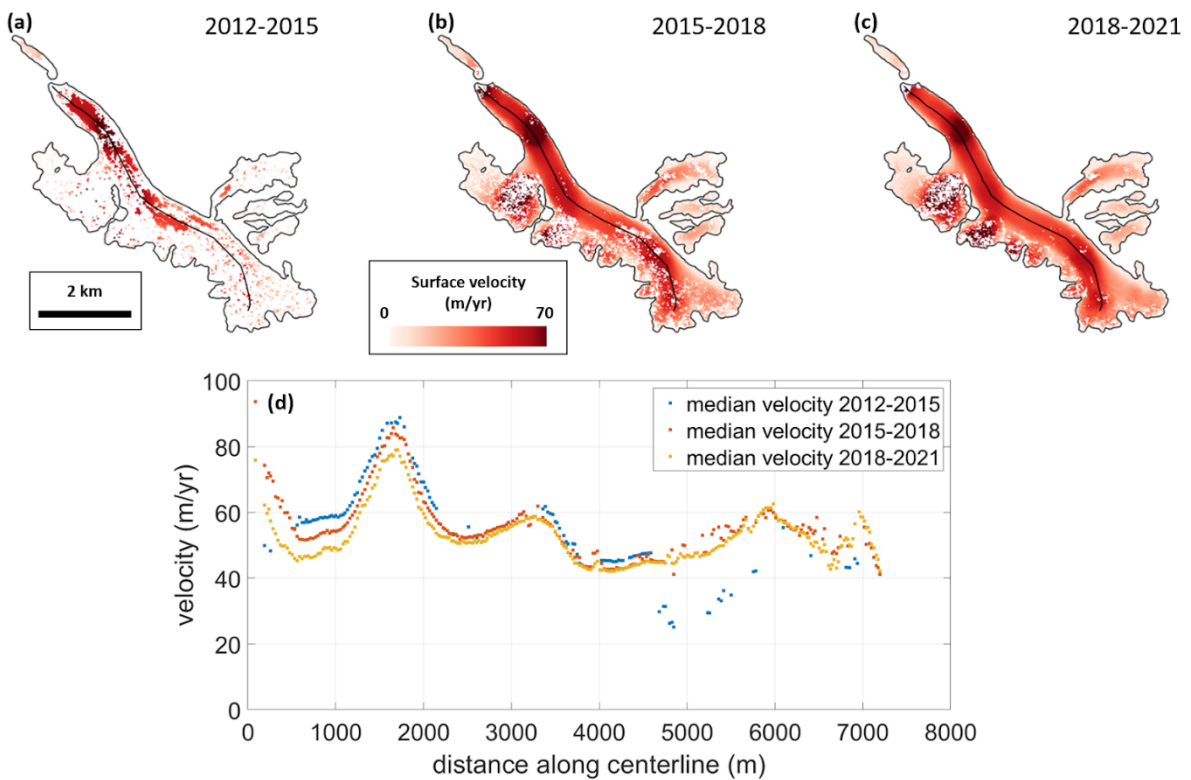 (a)
2012-2015
(b)
2015-2018
(c)
2018-2021
2 km
Surface velocity
(m/yr)
0
70
(d)
median velocity 2012-2015
median velocity 2015-2018
median velocity 2018-2021
100
80
60
40
20
0
velocity (m/yr)
0 1000 2000 3000 4000 5000 6000 7000 8000
distance along centerline (m)